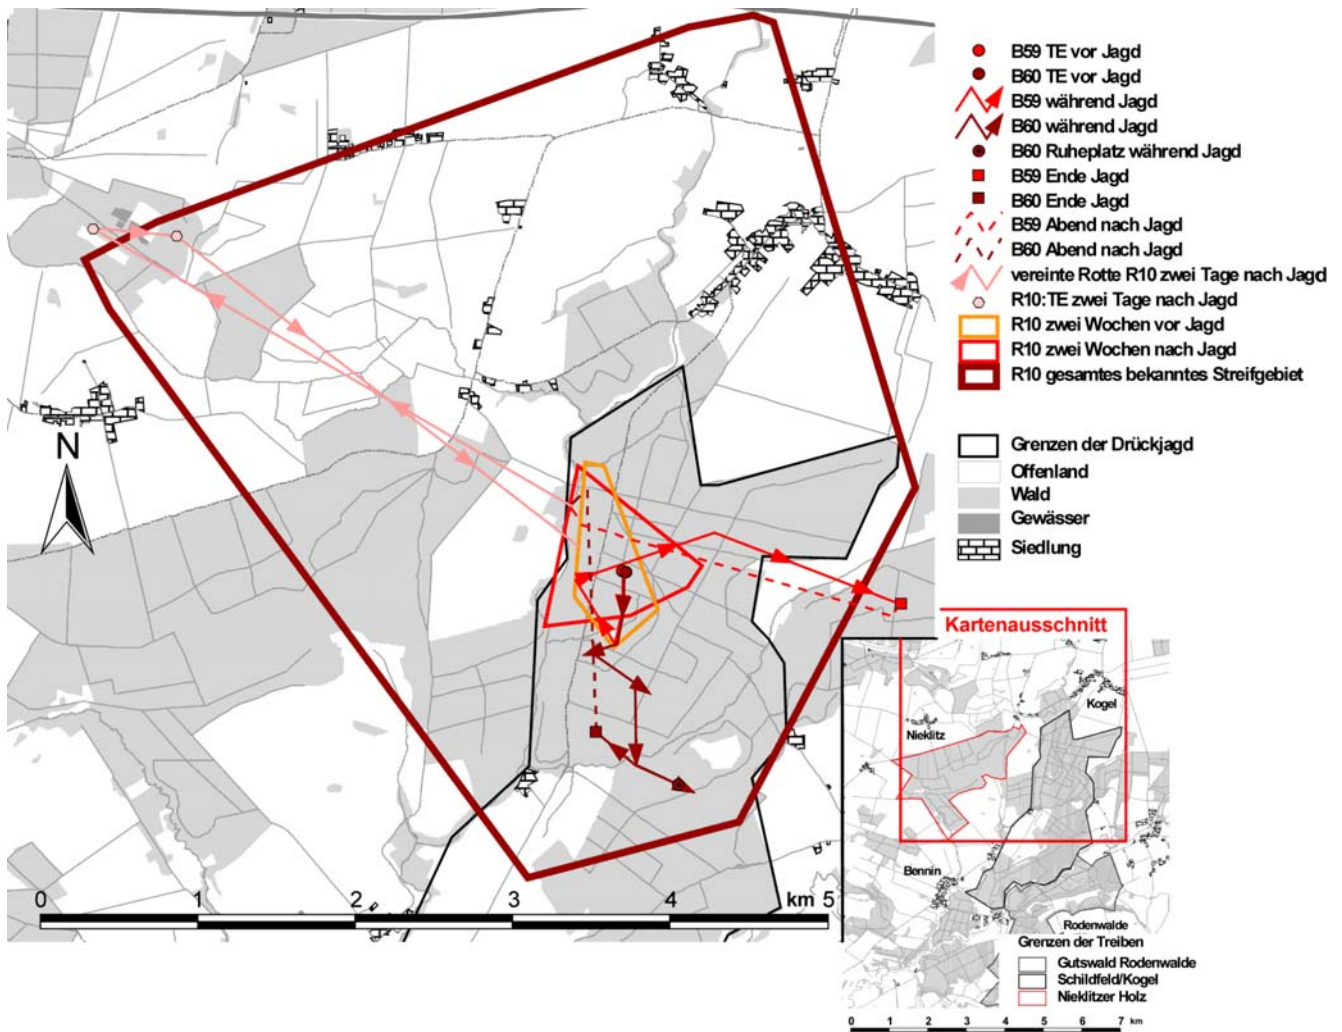 B59 TE vor Jagd
B60 TE vor Jagd
B59 während Jagd
B60 während Jagd
B60 Ruheplatz während Jagd
B59 Ende Jagd
B60 Ende Jagd
B59 Abend nach Jagd
B60 Abend nach Jagd
vereinte Rotte R10 zwei Tage nach Jagd
R10:TE zwei Tage nach Jagd
R10 zwei Wochen vor Jagd
R10 zwei Wochen nach Jagd
R10 gesamtes bekanntes Streifgebiet
Grenzen der Drückjagd
Offenland
Wald
Gewässer
Siedlung
N
0 1 2 3 4 km 5
Kartenausschnitt
Kogel
Nieklitz
Bennin
Rodenwalde
Grenzen der Treiben
Gutswald Rodenwalde
Schildfeld/Kogel
Nieklitzer Holz
0 1 2 3 4 5 6 7 km